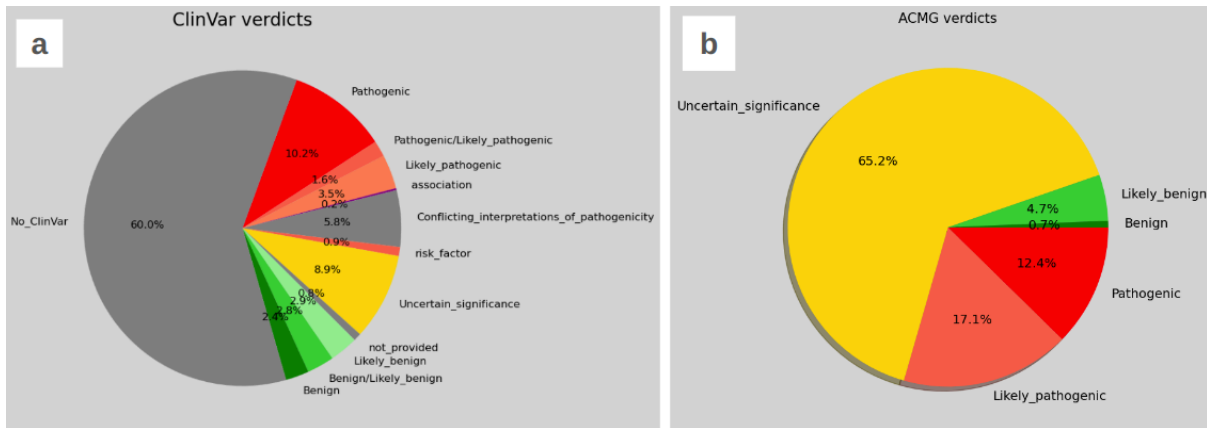 a
ClinVar verdicts
Pathogenic
10.2%
Pathogenic/Likely_pathogenic
1.6%
Likely_pathogenic
3.5%
association
0.2%
Conflicting_interpretations_of_pathogenicity
5.8%
risk_factor
0.9%
Uncertain_significance
8.9%
not_provided
0.8%
Likely_benign
2.9%
Benign/Likely_benign
2.8%
Benign
2.4%
No_ClinVar
60.0%
b
ACMG verdicts
Uncertain_significance
65.2%
Likely_benign
4.7%
Benign
0.7%
Pathogenic
12.4%
Likely_pathogenic
17.1%